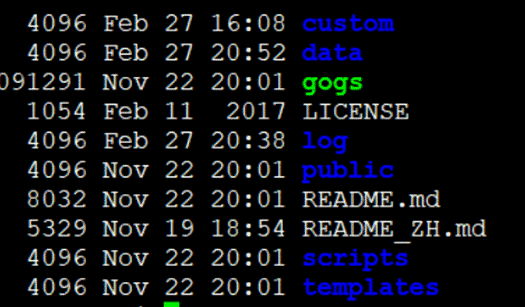 4096 Feb 27 16:08 custom
4096 Feb 27 20:52 data
091291 Nov 22 20:01 gogs
1054 Feb 11  2017 LICENSE
4096 Feb 27 20:38 log
4096 Nov 22 20:01 public
8032 Nov 22 20:01 README.md
5329 Nov 19 18:54 README_ZH.md
4096 Nov 22 20:01 scripts
4096 Nov 22 20:01 templates